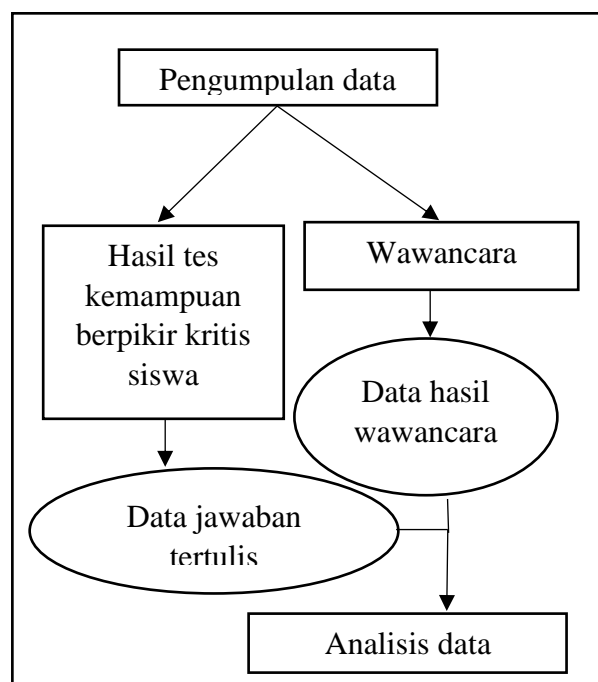 Pengumpulan data
Hasil tes
kemampuan
berpikir kritis
siswa
Wawancara
Data hasil
wawancara
Data jawaban
tertulis
Analisis data